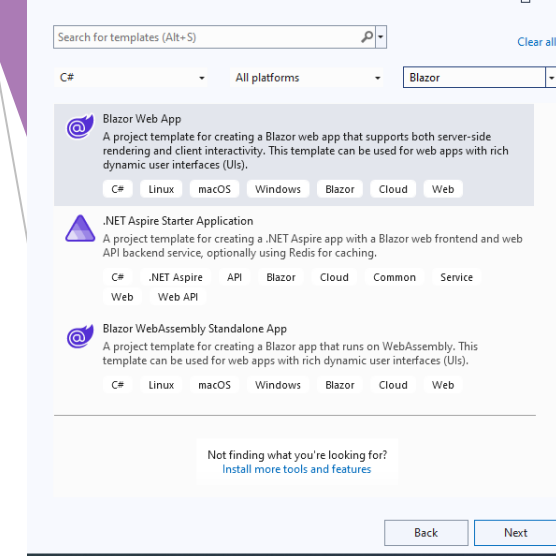 Search for templates (Alt+S)
Clear all
C#
All platforms
Blazor
Blazor Web App
A project template for creating a Blazor web app that supports both server-side
rendering and client interactivity. This template can be used for web apps with rich
dynamic user interfaces (UIs).
C# Linux macOS Windows Blazor Cloud Web
.NET Aspire Starter Application
A project template for creating a .NET Aspire app with a Blazor web frontend and web
API backend service, optionally using Redis for caching.
C# .NET Aspire API Blazor Cloud Common Service
Web Web API
Blazor WebAssembly Standalone App
A project template for creating a Blazor app that runs on WebAssembly. This
template can be used for web apps with rich dynamic user interfaces (UIs).
C# Linux macOS Windows Blazor Cloud Web
Not finding what you're looking for?
Install more tools and features
Back Next